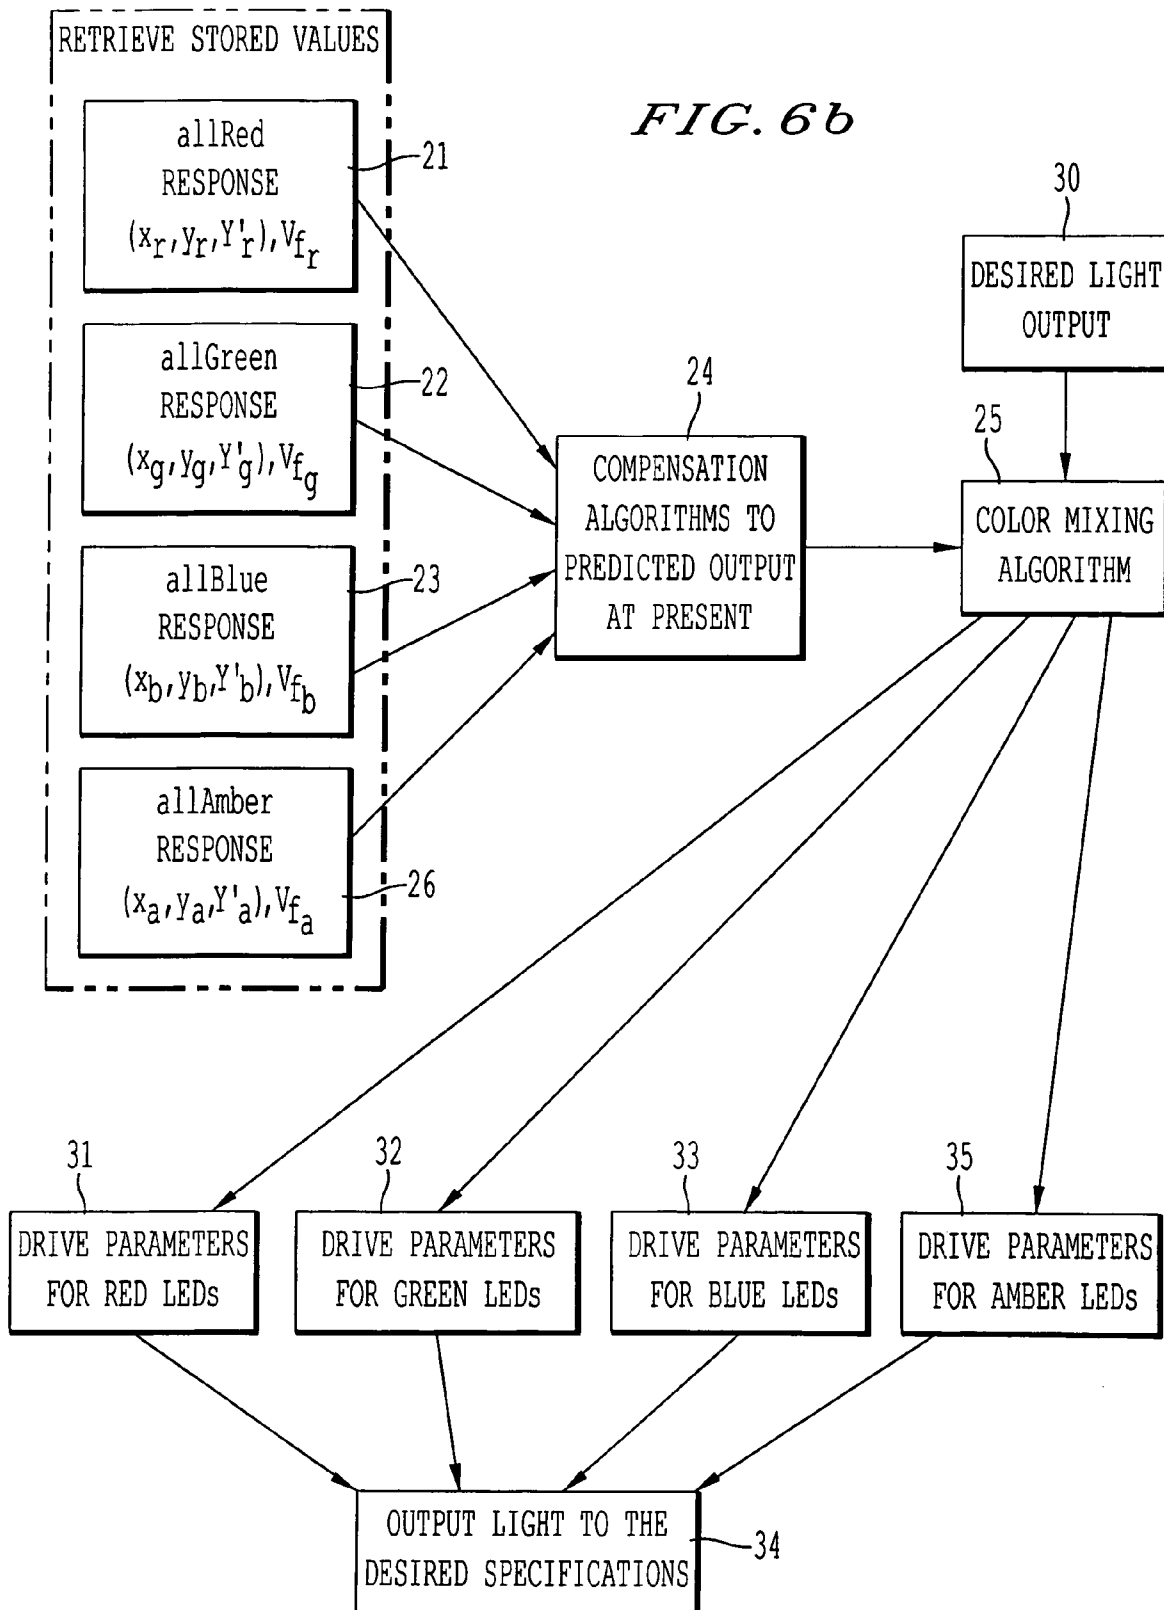 RETRIEVE STORED VALUES
FIG. 6b
allRed
RESPONSE
(xr,yr,Y'r),Vfr
21
allGreen
RESPONSE
(xg,yg,Y'g),Vfg
22
allBlue
RESPONSE
(xb,yb,Y'b),Vfb
23
allAmber
RESPONSE
(xa,ya,Y'a),Vfa
26
24
COMPENSATION
ALGORITHMS TO
PREDICTED OUTPUT
AT PRESENT
30
DESIRED LIGHT
OUTPUT
25
COLOR MIXING
ALGORITHM
31
DRIVE PARAMETERS
FOR RED LEDs
32
DRIVE PARAMETERS
FOR GREEN LEDs
33
DRIVE PARAMETERS
FOR BLUE LEDs
35
DRIVE PARAMETERS
FOR AMBER LEDs
OUTPUT LIGHT TO THE
DESIRED SPECIFICATIONS
34